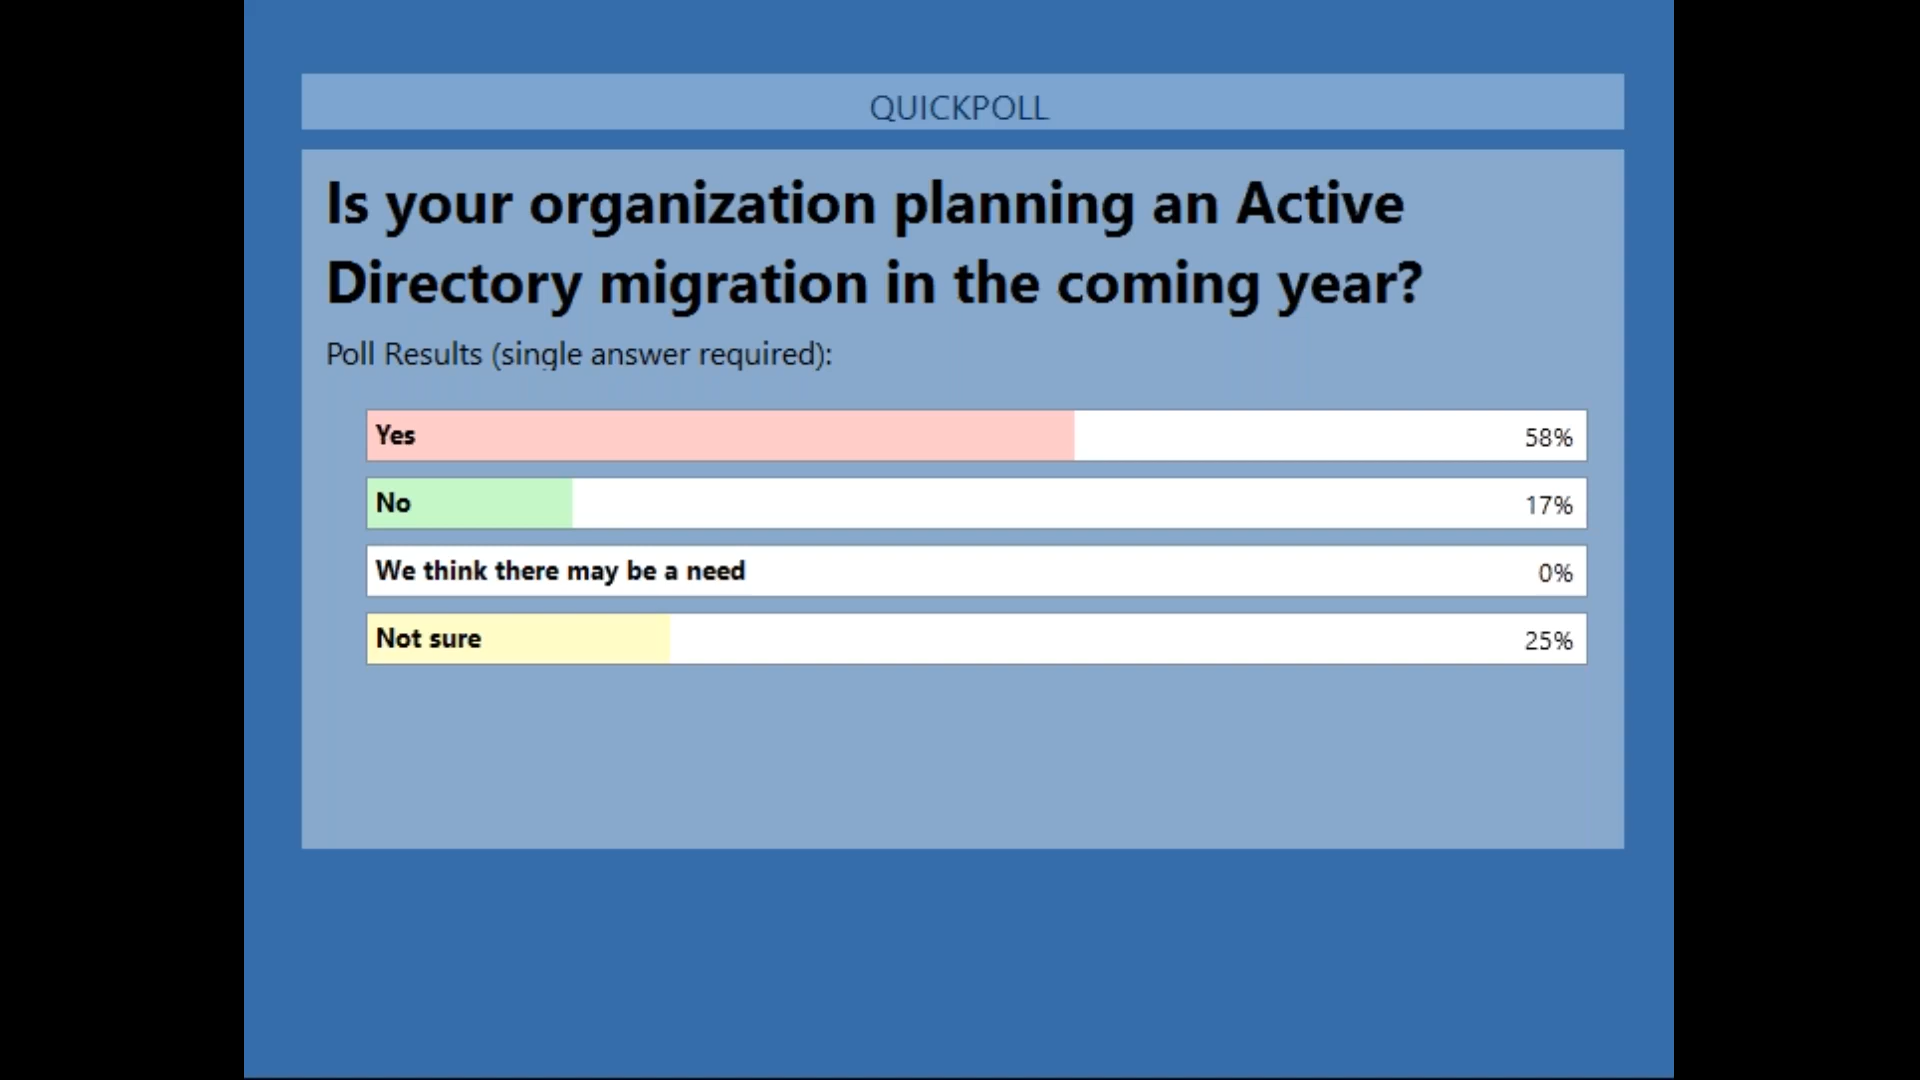 QUICKPOLL
Is your organization planning an Active
Directory migration in the coming year?
Poll Results (single answer required):
Yes 58%
No 17%
We think there may be a need 0%
Not sure 25%